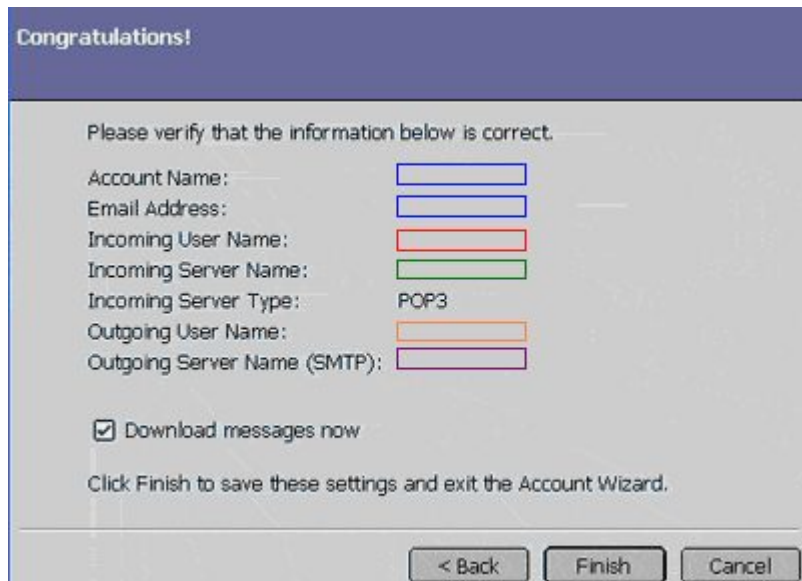 Congratulations!
Please verify that the information below is correct.
Account Name:
Email Address:
Incoming User Name:
Incoming Server Name:
Incoming Server Type: POP3
Outgoing User Name:
Outgoing Server Name (SMTP):
Download messages now
Click Finish to save these settings and exit the Account Wizard.
< Back Finish Cancel